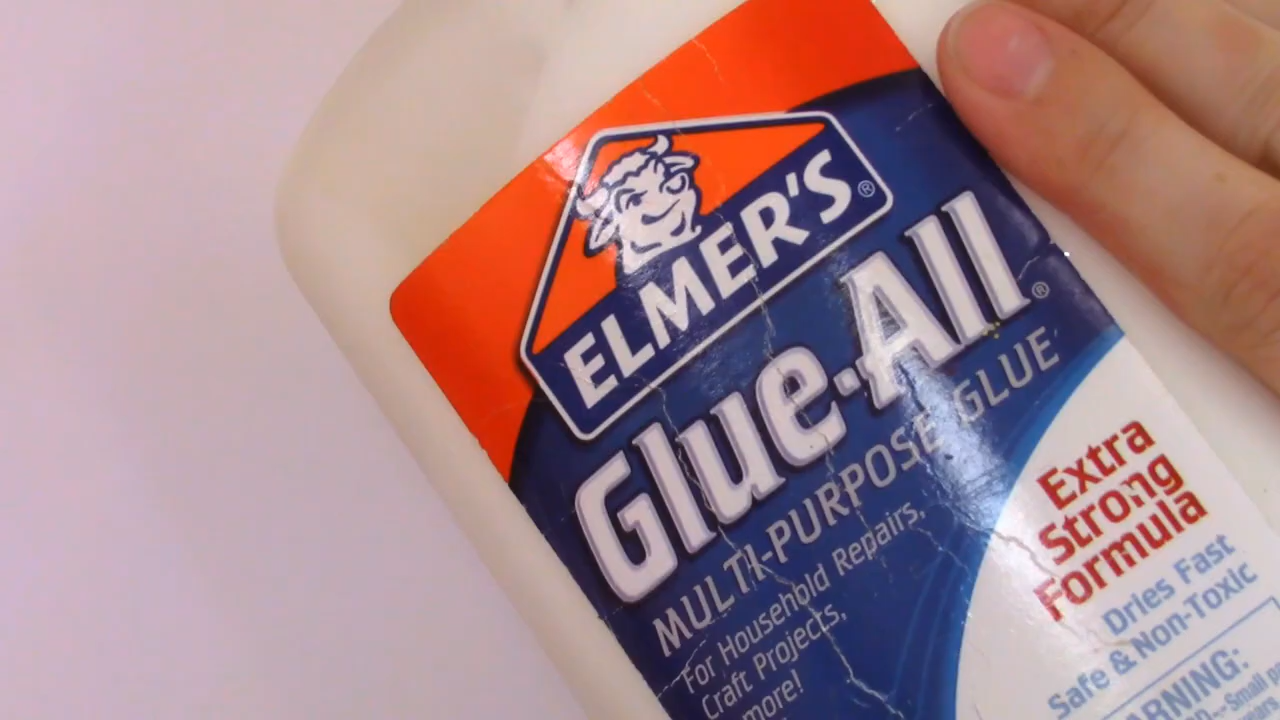 ELMER'S®
Glue-All®
MULTI-PURPOSE GLUE
For Household Repairs,
Craft Projects,
more!
Extra
Strong
Formula
Dries Fast
Safe & Non-Toxic
Small